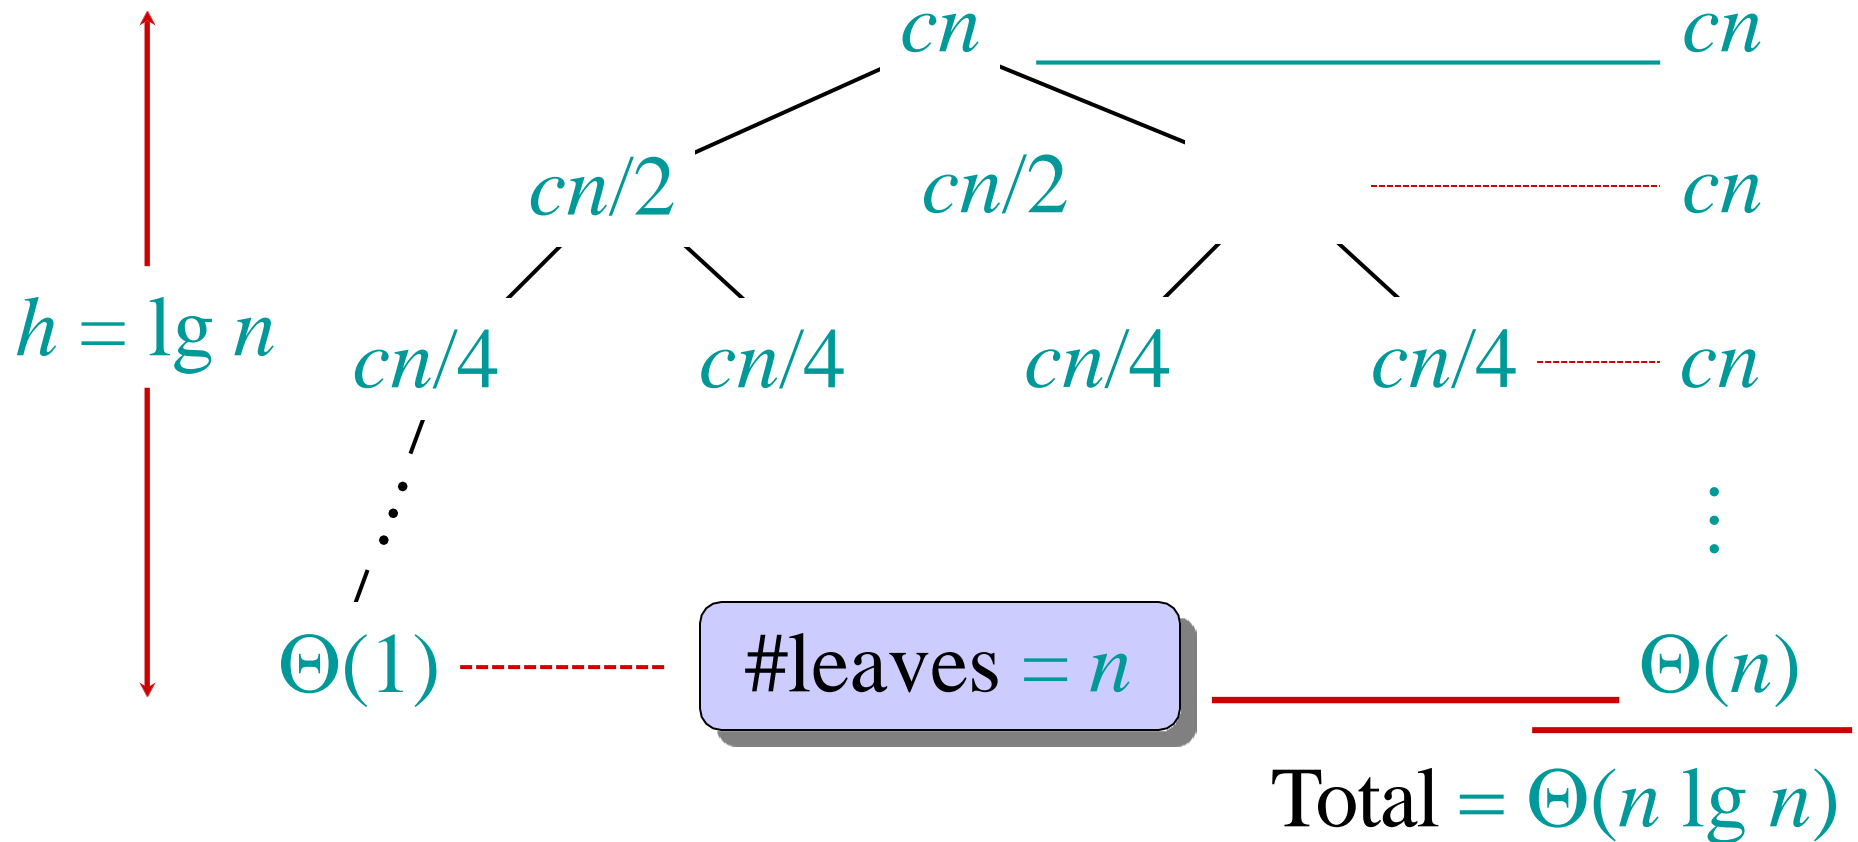 cn cn
cn/2 cn/2 cn
h = lg n cn/4 cn/4 cn/4 cn/4 cn
Θ(1) #leaves = n Θ(n)
Total = Θ(n lg n)